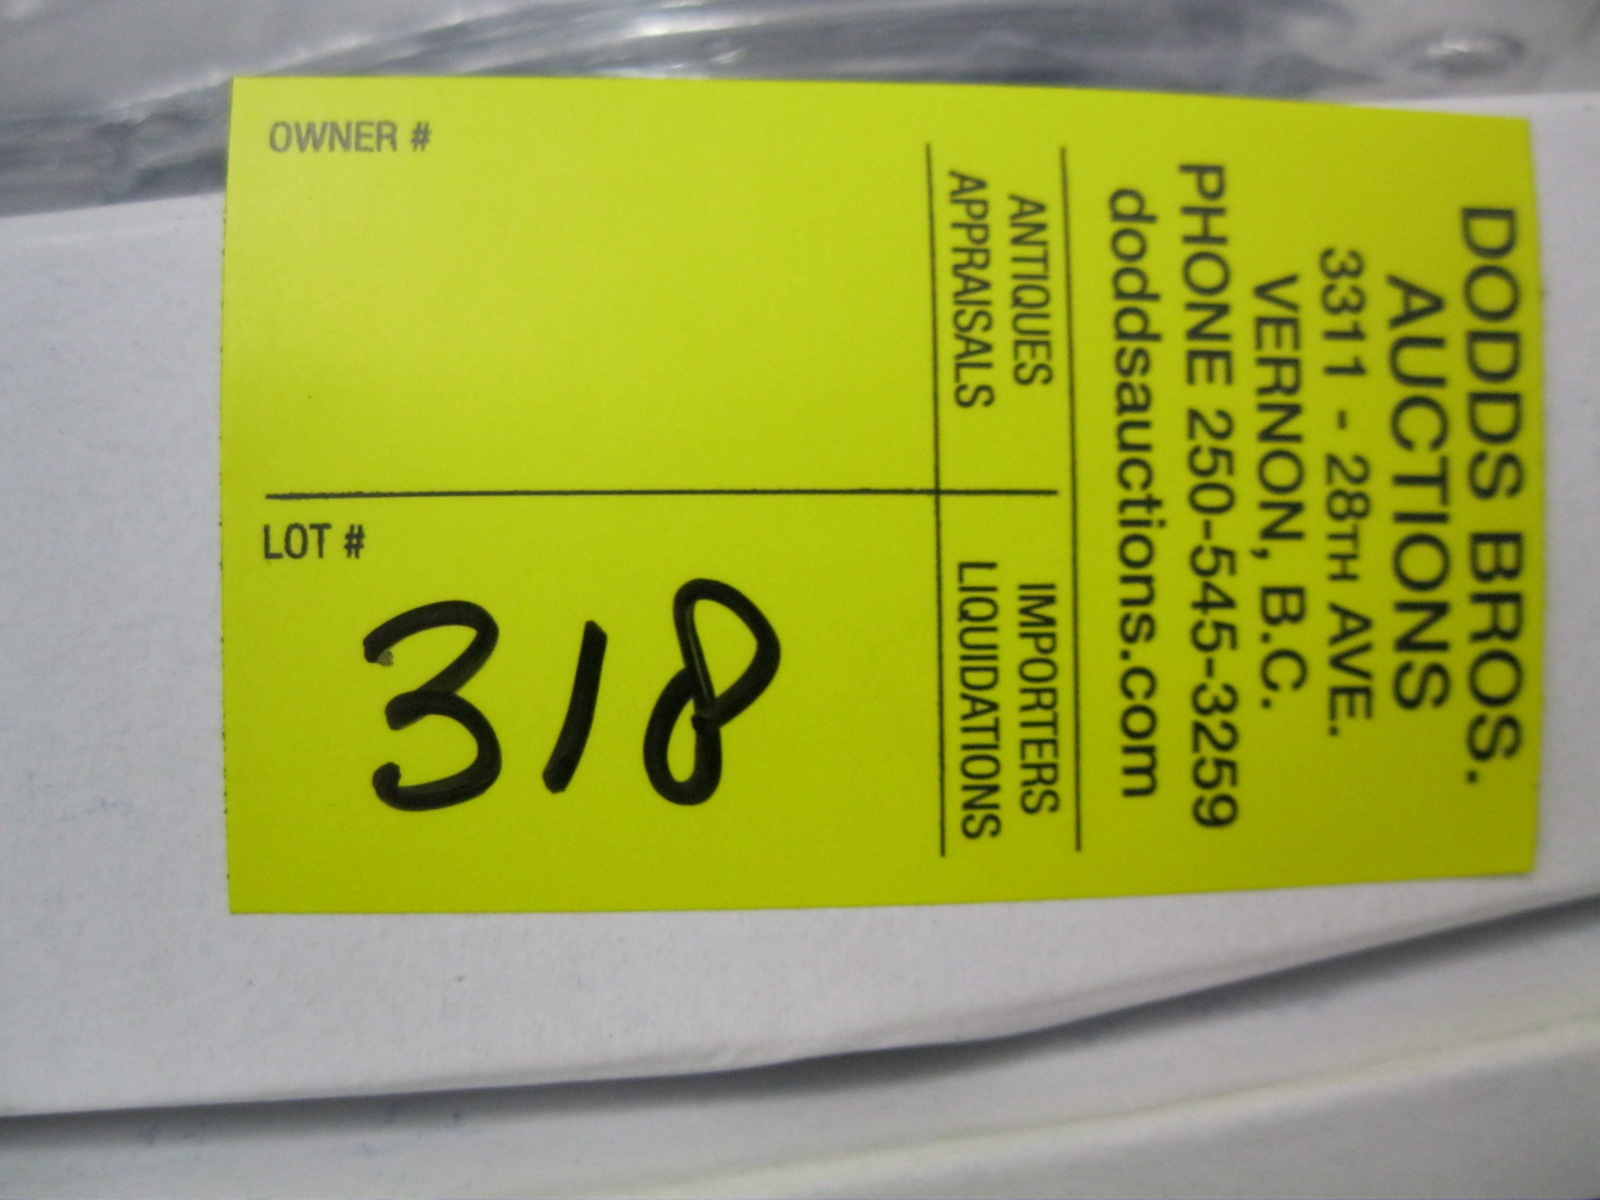 DODDS BROS.
AUCTIONS
3311 - 28TH AVE.
VERNON, B.C.
PHONE 250-545-3259
doddsauctions.com
ANTIQUES
APPRAISALS
IMPORTERS
LIQUIDATIONS
OWNER #
LOT #
318